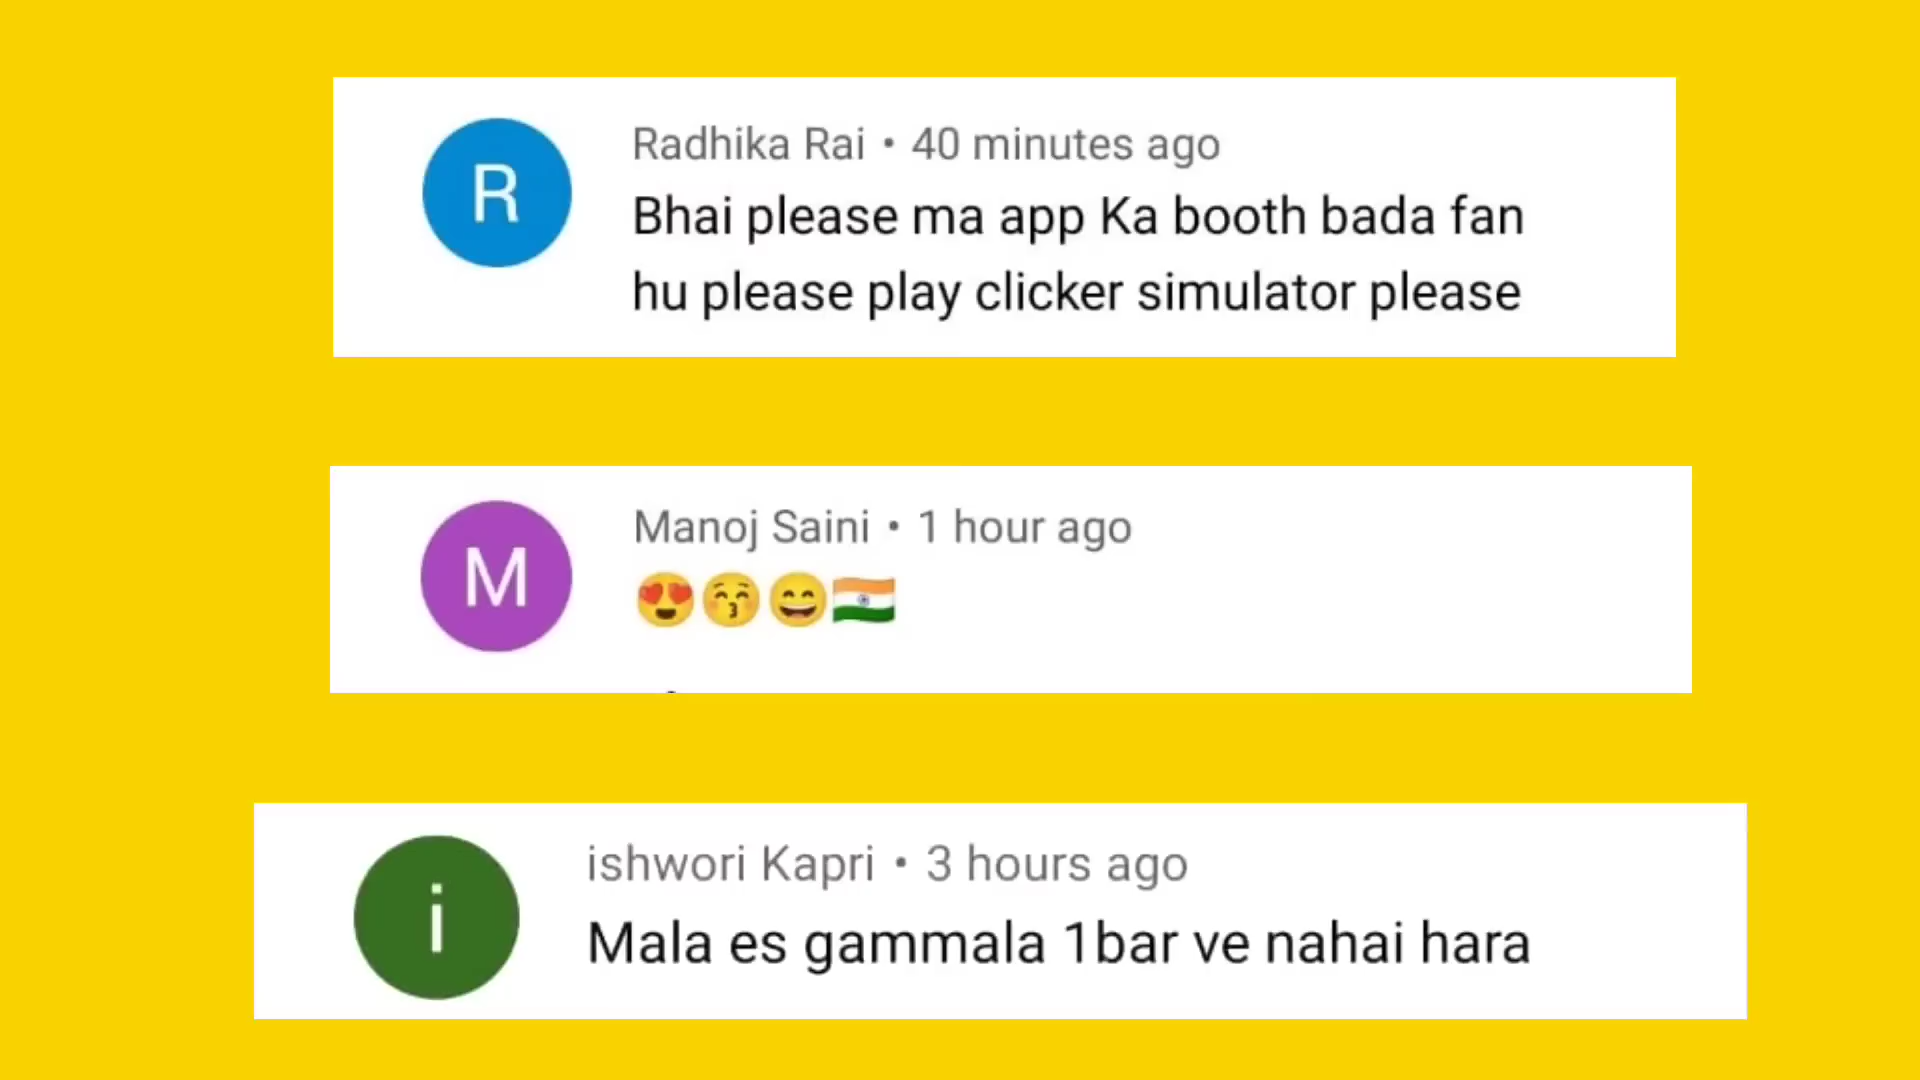 R
Radhika Rai • 40 minutes ago
Bhai please ma app Ka booth bada fan
hu please play clicker simulator please
M
Manoj Saini • 1 hour ago
😍😚😄🇮🇳
i
ishwori Kapri • 3 hours ago
Mala es gammala 1bar ve nahai hara